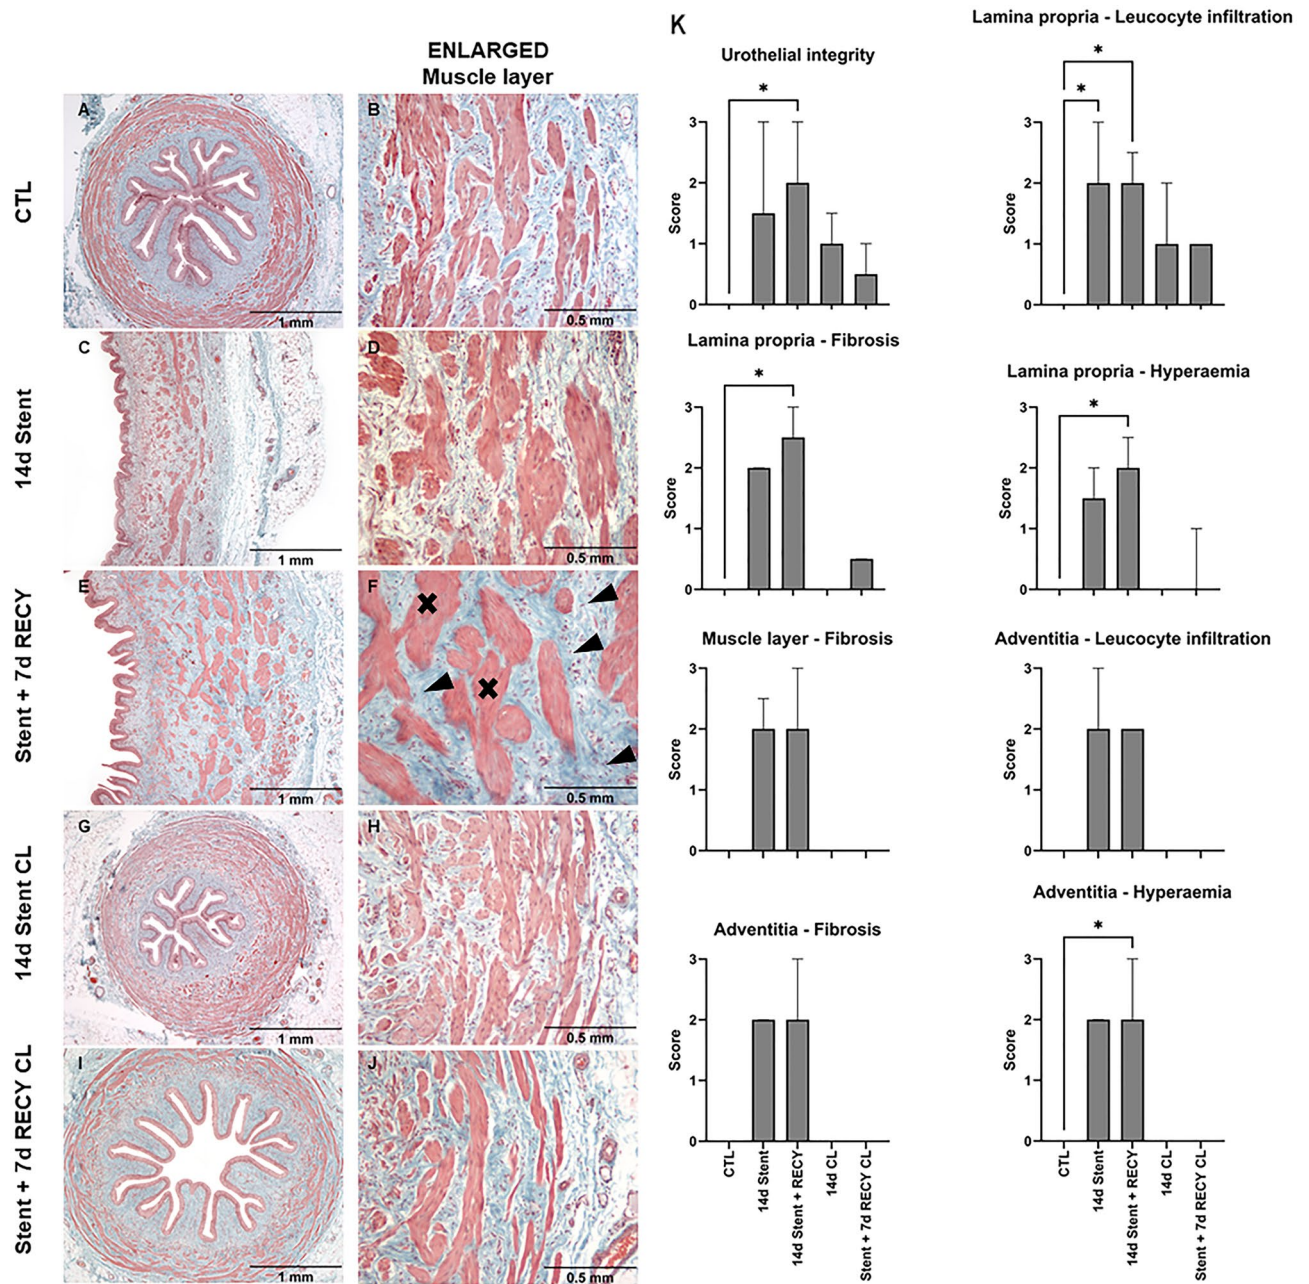 ENLARGED
Muscle layer
CTL
A
1 mm
B
0.5 mm
14d Stent
C
1 mm
D
0.5 mm
Stent + 7d RECY
E
1 mm
F
0.5 mm
14d Stent CL
G
1 mm
H
0.5 mm
Stent + 7d RECY CL
I
1 mm
J
0.5 mm
K
Urothelial integrity
*
Score
3
2
1
0
Lamina propria - Leucocyte infiltration
*
*
Score
3
2
1
0
Lamina propria - Fibrosis
*
Score
3
2
1
0
Lamina propria - Hyperaemia
*
Score
3
2
1
0
Muscle layer - Fibrosis
Score
3
2
1
0
Adventitia - Leucocyte infiltration
Score
3
2
1
0
Adventitia - Fibrosis
Score
3
2
1
0
CTL
14d Stent
14d Stent + RECY
14d CL
Stent + 7d RECY CL
Adventitia - Hyperaemia
*
Score
3
2
1
0
CTL
14d Stent
14d Stent + RECY
14d CL
Stent + 7d RECY CL